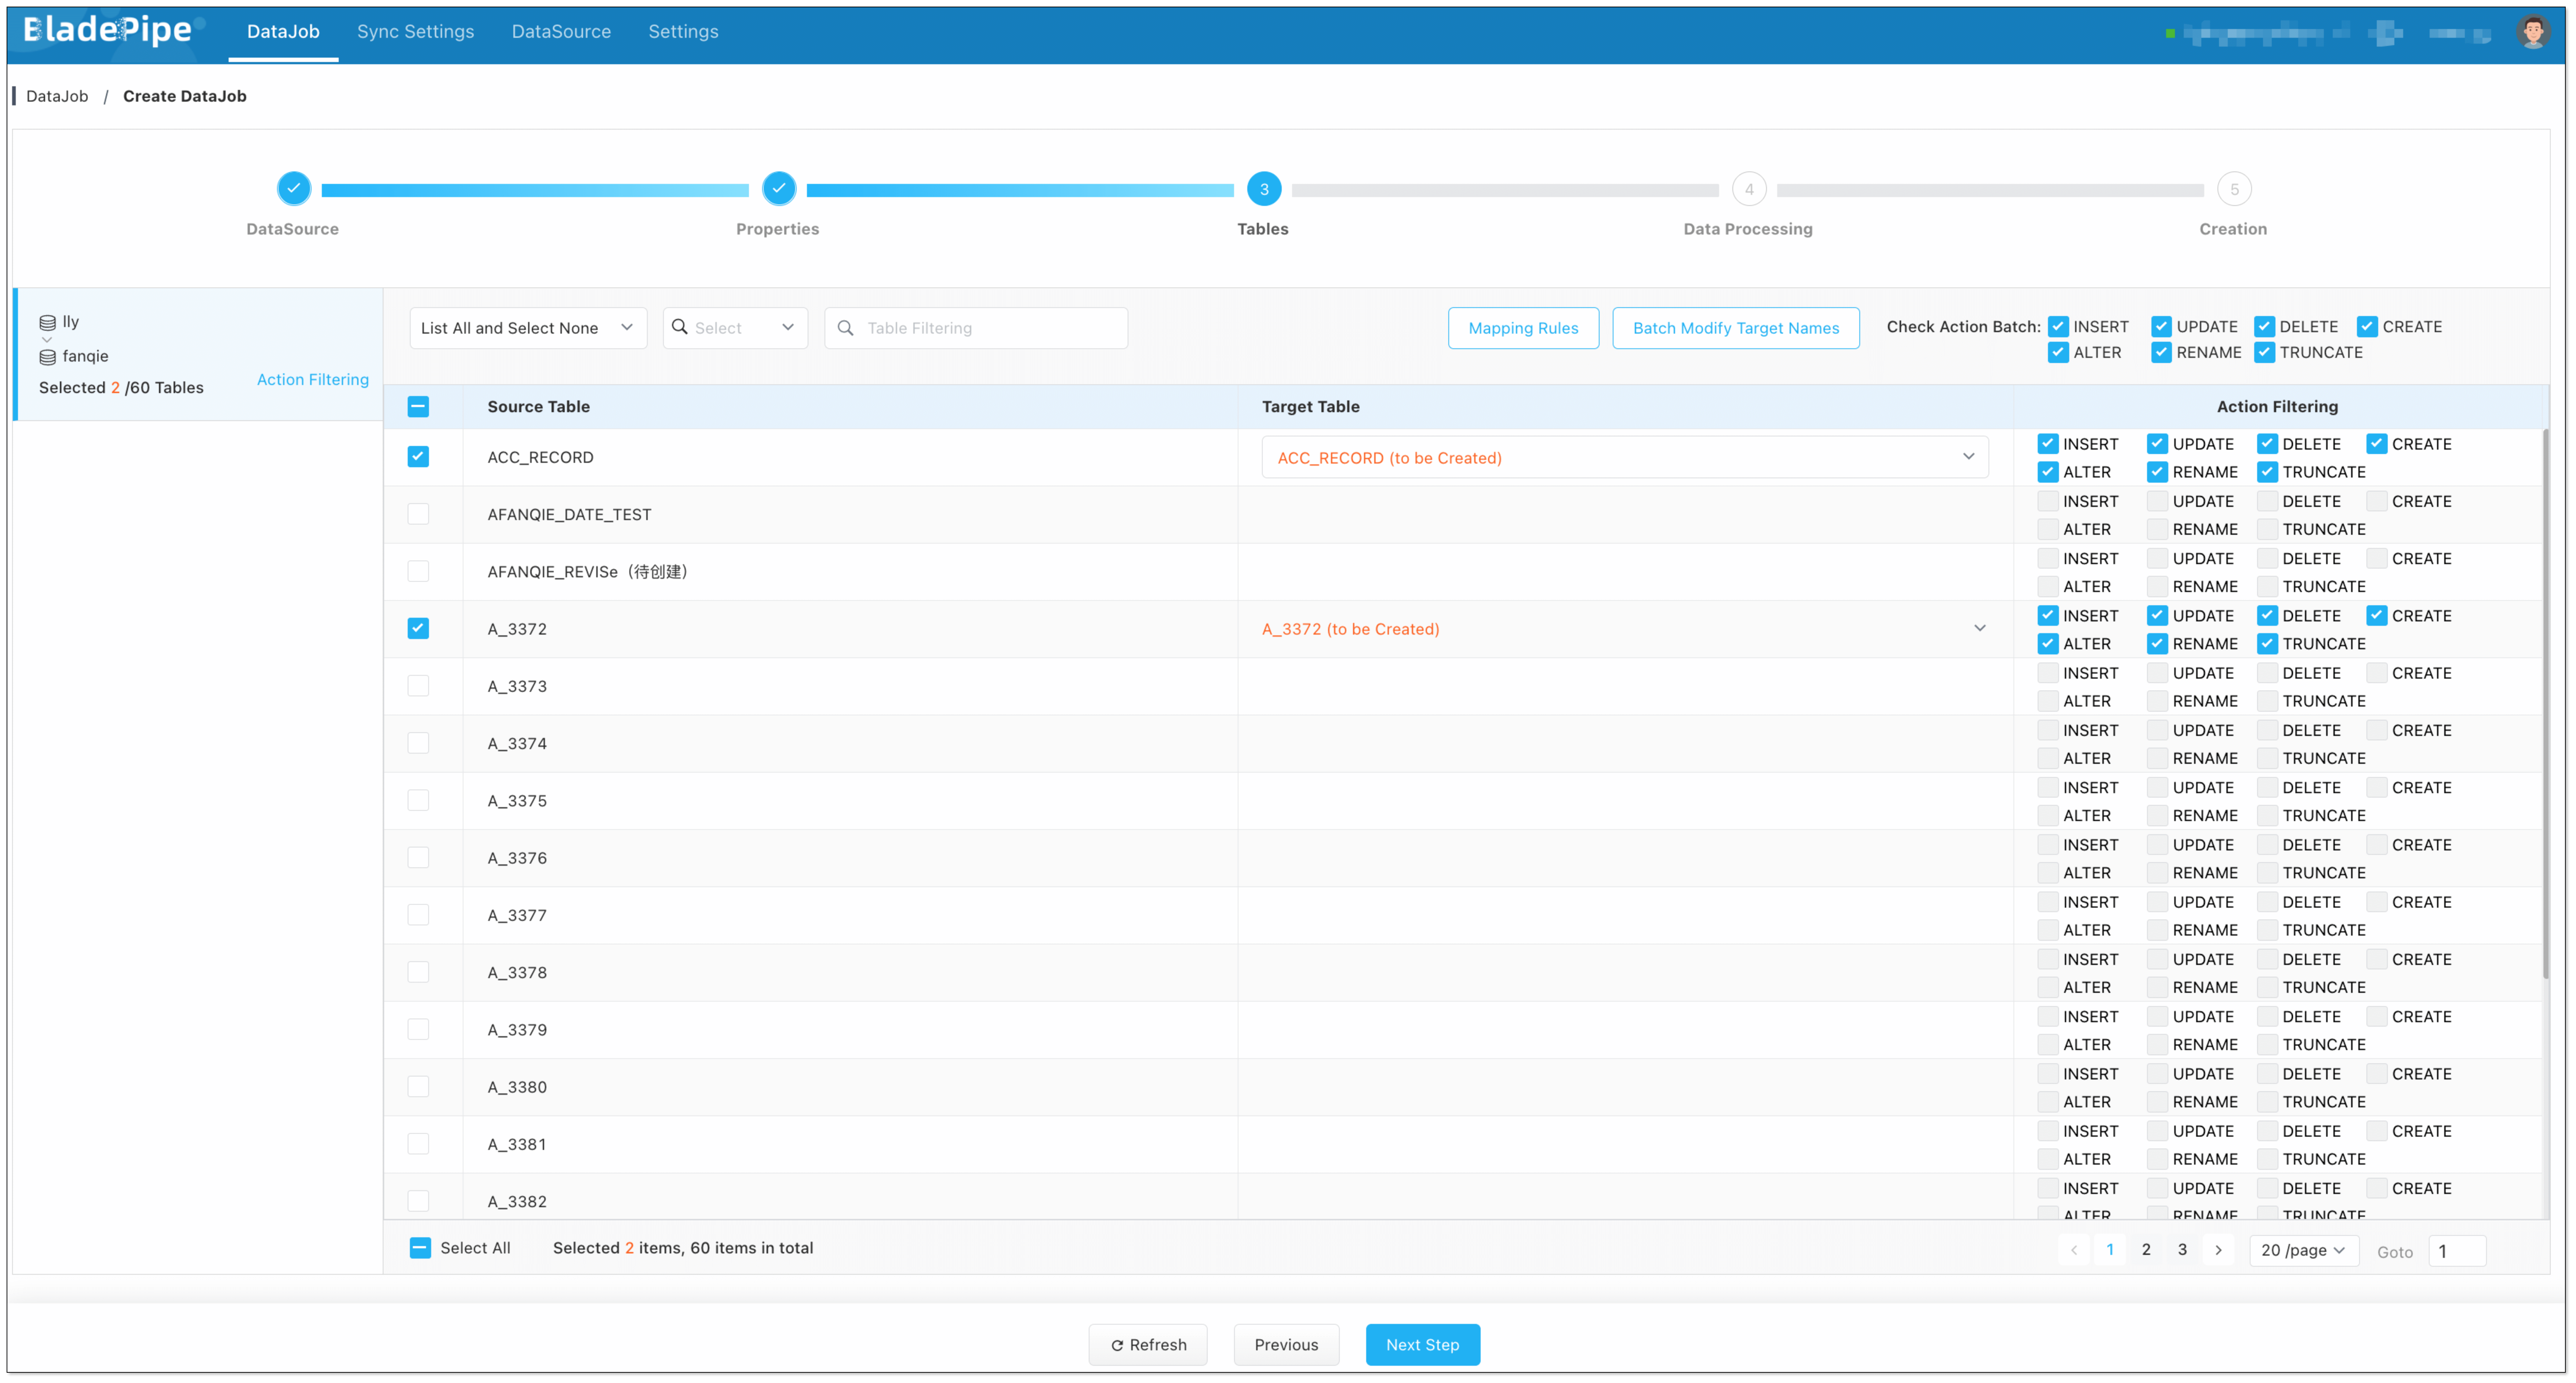 BladePipe DataJob Sync Settings DataSource Settings
DataJob / Create DataJob
3 4 5
DataSource Properties Tables Data Processing Creation
lly
fanqie
Selected 2 /60 Tables Action Filtering
List All and Select None Select Table Filtering Mapping Rules Batch Modify Target Names Check Action Batch: INSERT UPDATE DELETE CREATE
ALTER RENAME TRUNCATE
Source Table Target Table Action Filtering
ACC_RECORD ACC_RECORD (to be Created) INSERT UPDATE DELETE CREATE
ALTER RENAME TRUNCATE
AFANQIE_DATE_TEST INSERT UPDATE DELETE CREATE
ALTER RENAME TRUNCATE
AFANQIE_REVISe（待创建） INSERT UPDATE DELETE CREATE
ALTER RENAME TRUNCATE
A_3372 A_3372 (to be Created) INSERT UPDATE DELETE CREATE
ALTER RENAME TRUNCATE
A_3373 INSERT UPDATE DELETE CREATE
ALTER RENAME TRUNCATE
A_3374 INSERT UPDATE DELETE CREATE
ALTER RENAME TRUNCATE
A_3375 INSERT UPDATE DELETE CREATE
ALTER RENAME TRUNCATE
A_3376 INSERT UPDATE DELETE CREATE
ALTER RENAME TRUNCATE
A_3377 INSERT UPDATE DELETE CREATE
ALTER RENAME TRUNCATE
A_3378 INSERT UPDATE DELETE CREATE
ALTER RENAME TRUNCATE
A_3379 INSERT UPDATE DELETE CREATE
ALTER RENAME TRUNCATE
A_3380 INSERT UPDATE DELETE CREATE
ALTER RENAME TRUNCATE
A_3381 INSERT UPDATE DELETE CREATE
ALTER RENAME TRUNCATE
A_3382 INSERT UPDATE DELETE CREATE
ALTER RENAME TRUNCATE
Select All Selected 2 items, 60 items in total 1 2 3 20 /page Goto 1
Refresh Previous Next Step